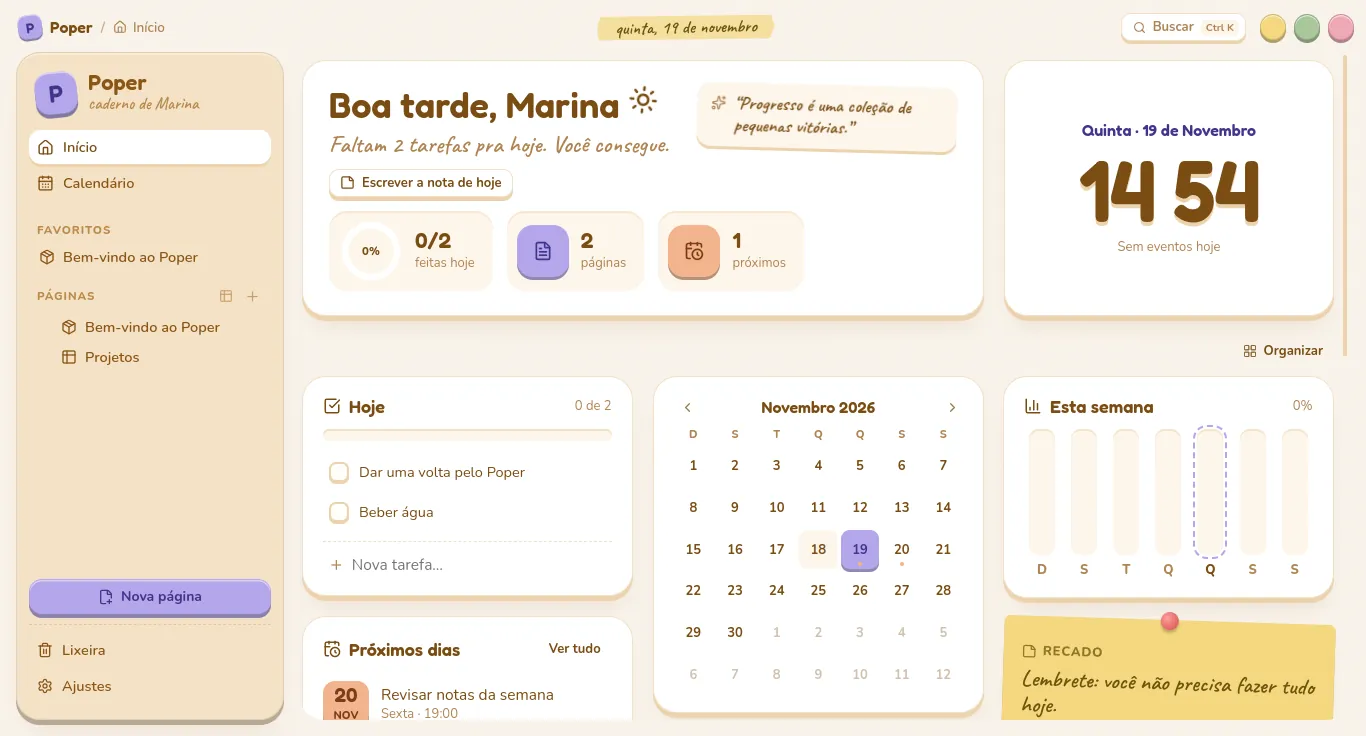 P Poper / Início
quinta, 19 de novembro
Buscar Ctrl K
P Poper
caderno de Marina
Início
Calendário
FAVORITOS
Bem-vindo ao Poper
PÁGINAS
Bem-vindo ao Poper
Projetos
Nova página
Lixeira
Ajustes
Boa tarde, Marina
Faltam 2 tarefas pra hoje. Você consegue.
"Progresso é uma coleção de
pequenas vitórias."
Escrever a nota de hoje
0%
0/2
feitas hoje
2
páginas
1
próximos
Quinta · 19 de Novembro
14 54
Sem eventos hoje
Organizar
Hoje
0 de 2
Dar uma volta pelo Poper
Beber água
+ Nova tarefa...
Próximos dias
Ver tudo
20
NOV
Revisar notas da semana
Sexta · 19:00
Novembro 2026
D S T Q Q S S
1 2 3 4 5 6 7
8 9 10 11 12 13 14
15 16 17 18 19 20 21
22 23 24 25 26 27 28
29 30 1 2 3 4 5
6 7 8 9 10 11 12
Esta semana
0%
D S T Q Q S S
RECADO
Lembrete: você não precisa fazer tudo
hoje.